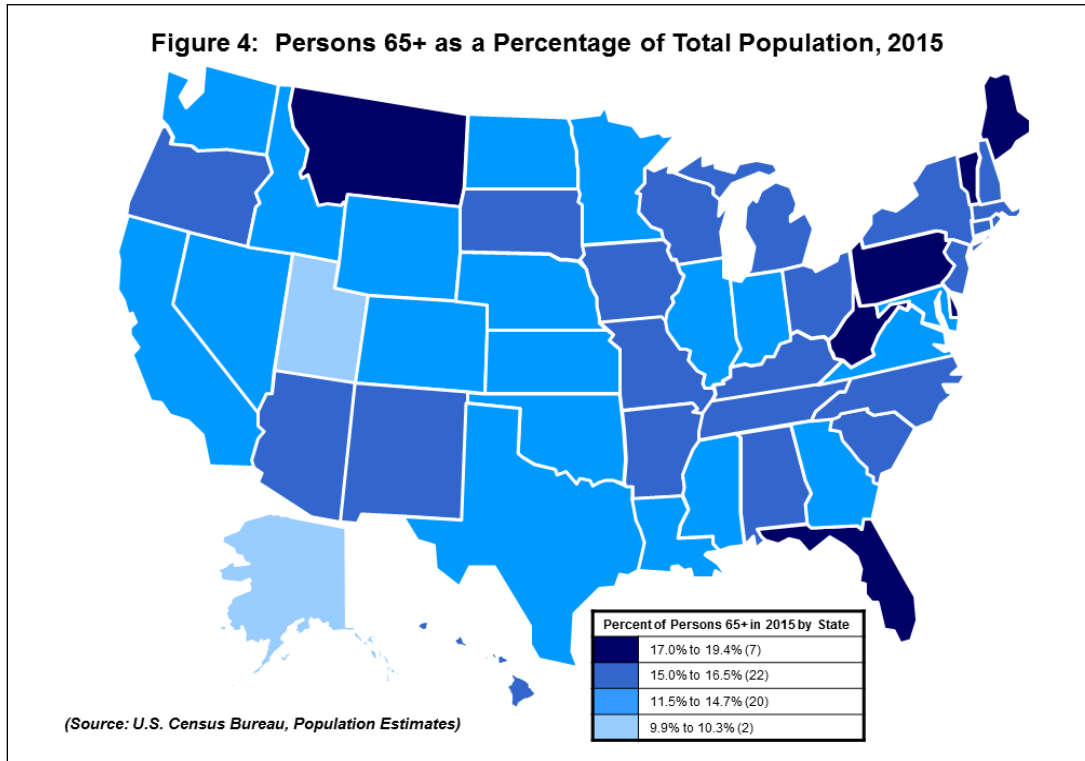 Figure 4: Persons 65+ as a Percentage of Total Population, 2015
Percent of Persons 65+ in 2015 by State
17.0% to 19.4% (7)
15.0% to 16.5% (22)
11.5% to 14.7% (20)
9.9% to 10.3% (2)
(Source: U.S. Census Bureau, Population Estimates)